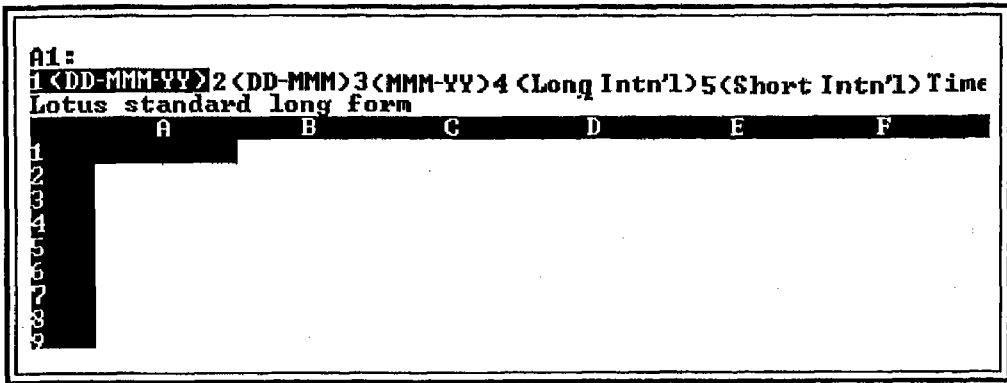 A1:
1(DD-MMM-YY)2(DD-MMM)3(MMM-YY)4(Long Intn'l)5(Short Intn'l)Time
Lotus standard long form
A B C D E F
1
2
3
4
5
6
7
8
9